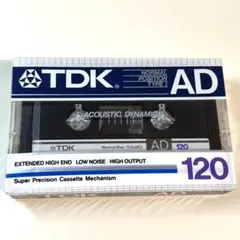 TDK
NORMAL
POSITION
TYPE I
AD
ACOUSTIC DYNAMIC
TDK
AD
120
EXTENDED HIGH END LOW NOISE HIGH OUTPUT
Super Precision Cassette Mechanism
120